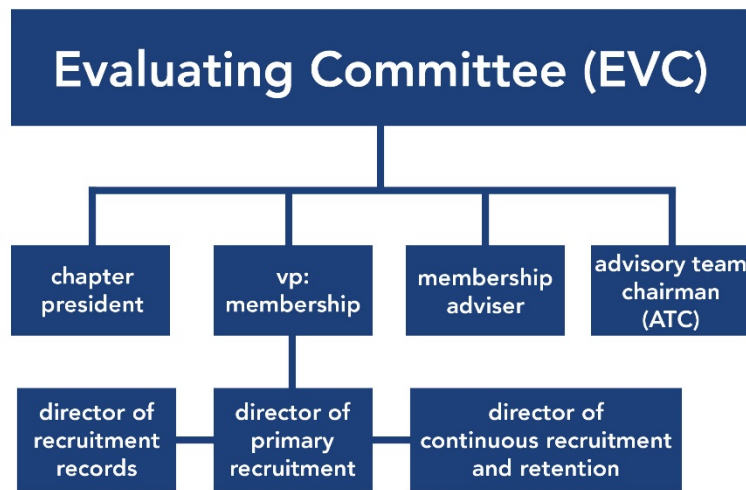 Evaluating Committee (EVC)
chapter
president
vp:
membership
membership
adviser
advisory team
chairman
(ATC)
director of
recruitment
records
director of
primary
recruitment
director of
continuous recruitment
and retention